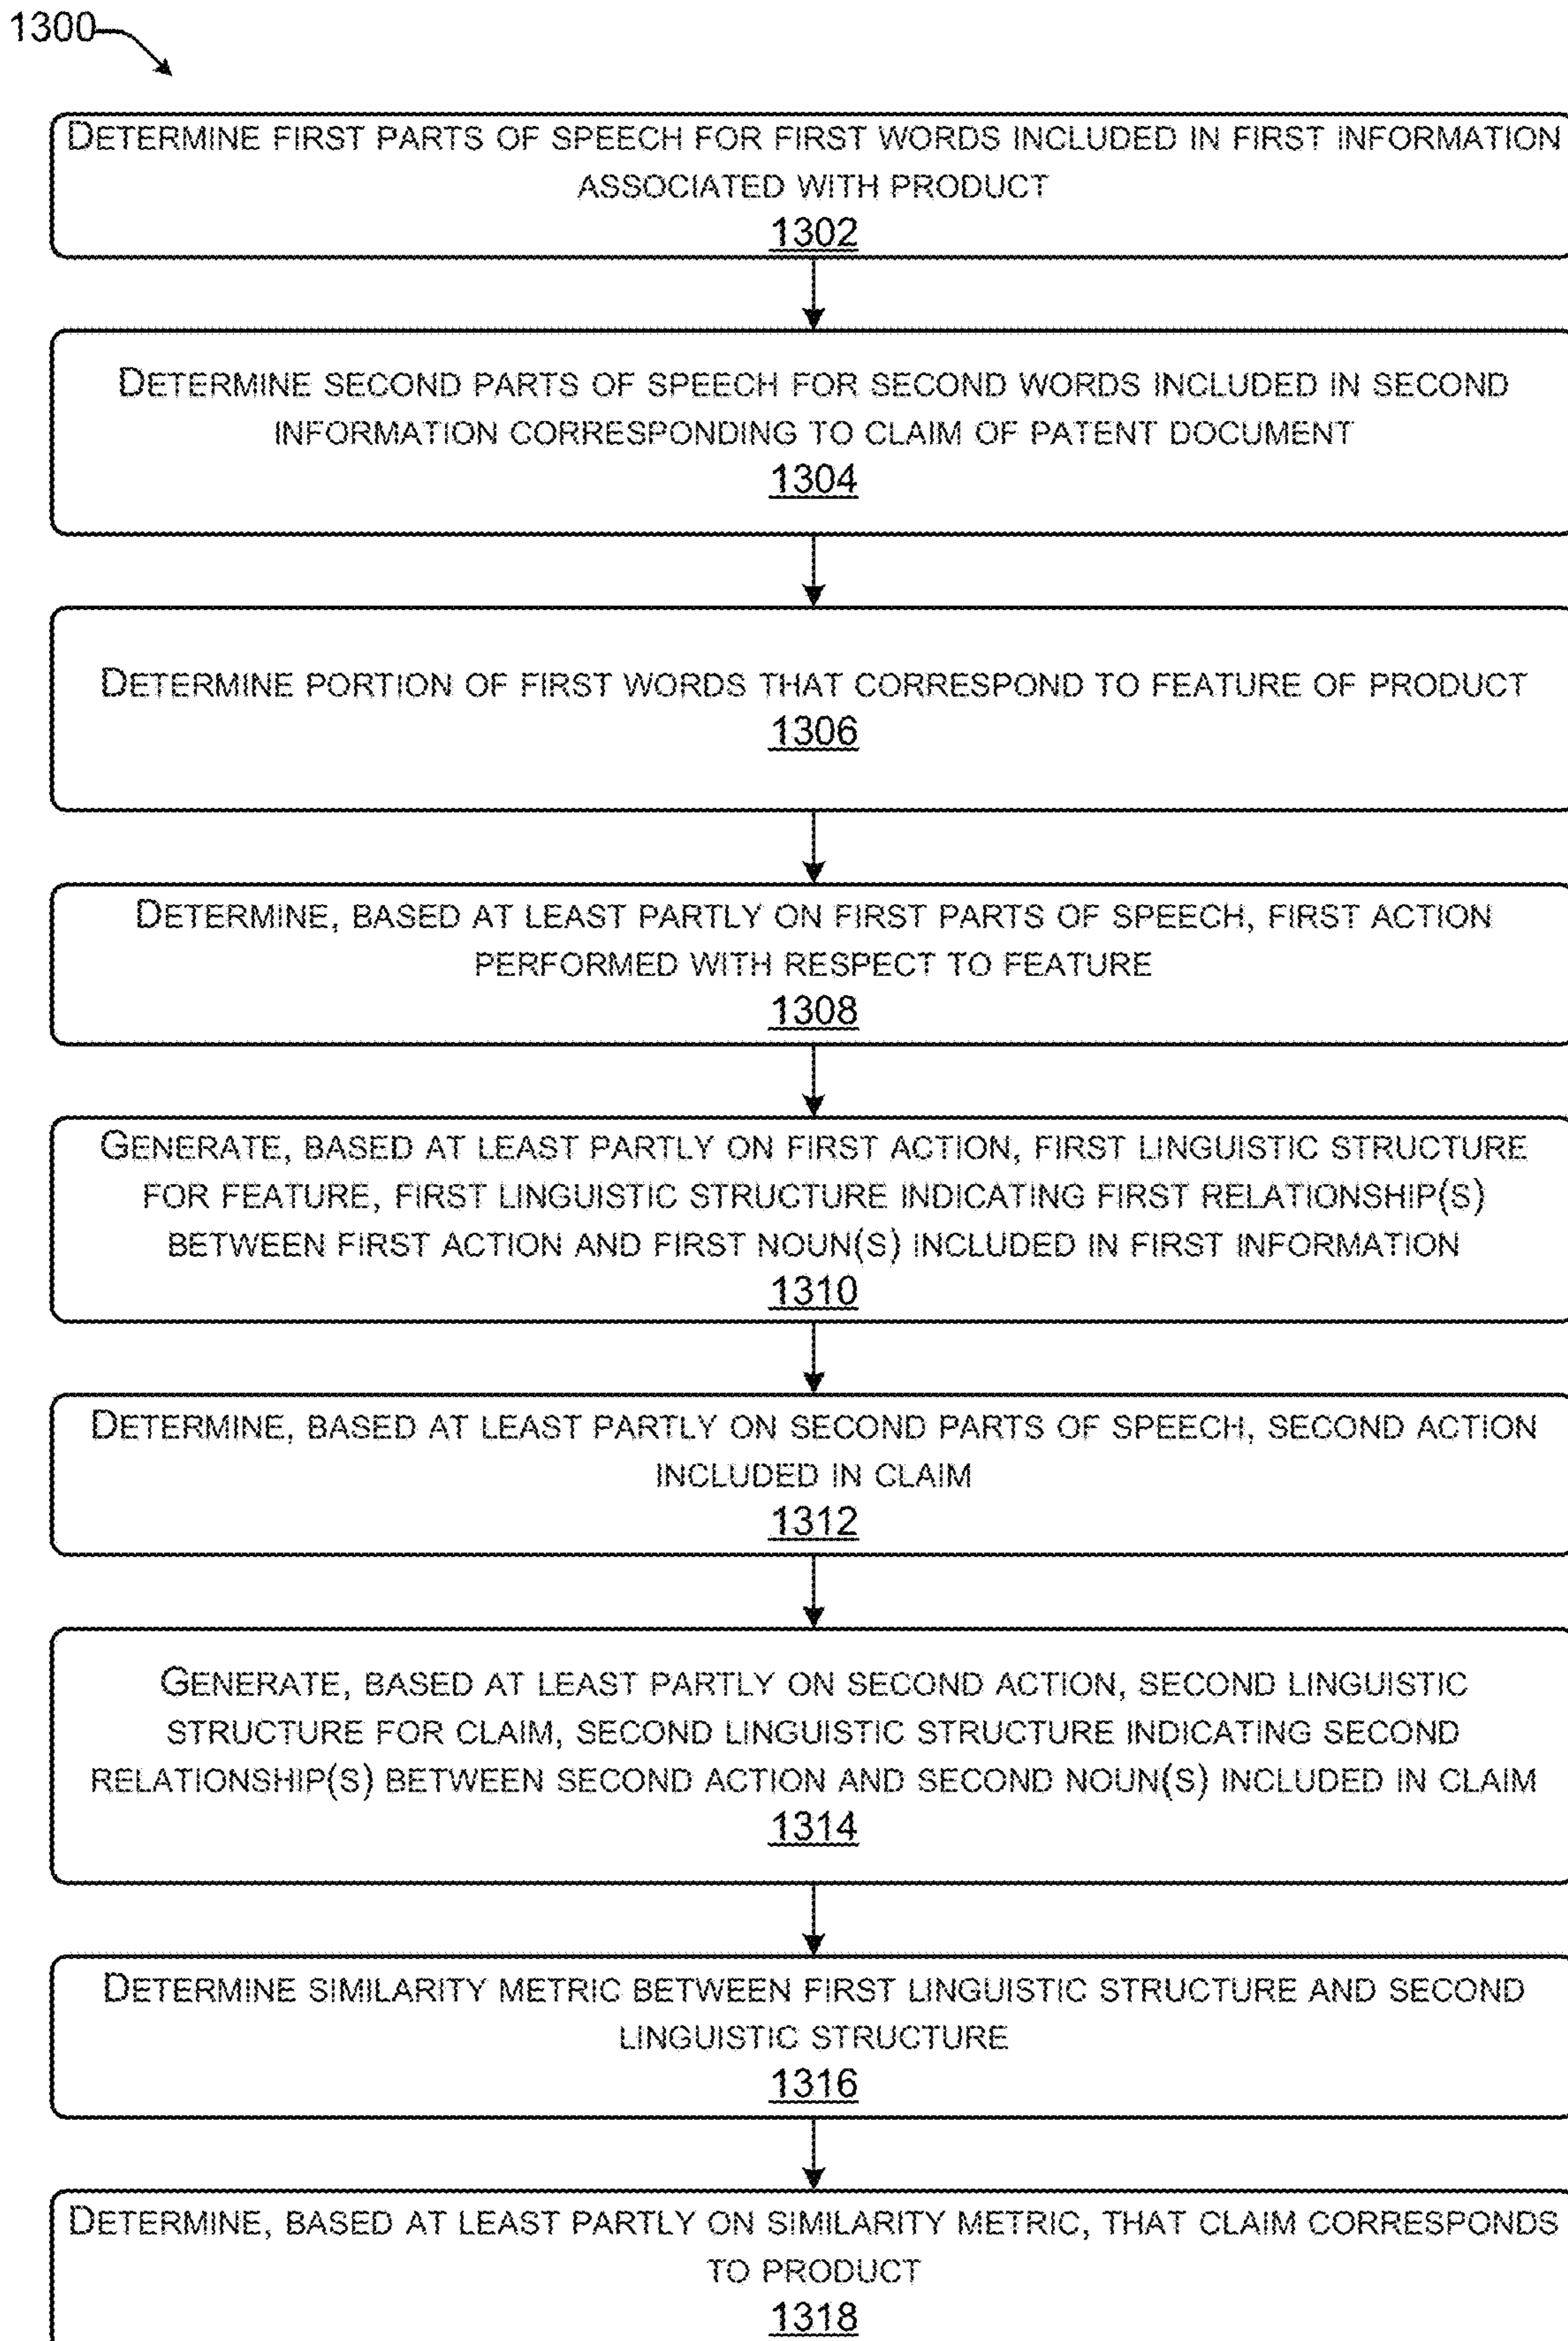 1300
DETERMINE FIRST PARTS OF SPEECH FOR FIRST WORDS INCLUDED IN FIRST INFORMATION
ASSOCIATED WITH PRODUCT
1302
DETERMINE SECOND PARTS OF SPEECH FOR SECOND WORDS INCLUDED IN SECOND
INFORMATION CORRESPONDING TO CLAIM OF PATENT DOCUMENT
1304
DETERMINE PORTION OF FIRST WORDS THAT CORRESPOND TO FEATURE OF PRODUCT
1306
DETERMINE, BASED AT LEAST PARTLY ON FIRST PARTS OF SPEECH, FIRST ACTION
PERFORMED WITH RESPECT TO FEATURE
1308
GENERATE, BASED AT LEAST PARTLY ON FIRST ACTION, FIRST LINGUISTIC STRUCTURE
FOR FEATURE, FIRST LINGUISTIC STRUCTURE INDICATING FIRST RELATIONSHIP(S)
BETWEEN FIRST ACTION AND FIRST NOUN(S) INCLUDED IN FIRST INFORMATION
1310
DETERMINE, BASED AT LEAST PARTLY ON SECOND PARTS OF SPEECH, SECOND ACTION
INCLUDED IN CLAIM
1312
GENERATE, BASED AT LEAST PARTLY ON SECOND ACTION, SECOND LINGUISTIC
STRUCTURE FOR CLAIM, SECOND LINGUISTIC STRUCTURE INDICATING SECOND
RELATIONSHIP(S) BETWEEN SECOND ACTION AND SECOND NOUN(S) INCLUDED IN CLAIM
1314
DETERMINE SIMILARITY METRIC BETWEEN FIRST LINGUISTIC STRUCTURE AND SECOND
LINGUISTIC STRUCTURE
1316
DETERMINE, BASED AT LEAST PARTLY ON SIMILARITY METRIC, THAT CLAIM CORRESPONDS
TO PRODUCT
1318